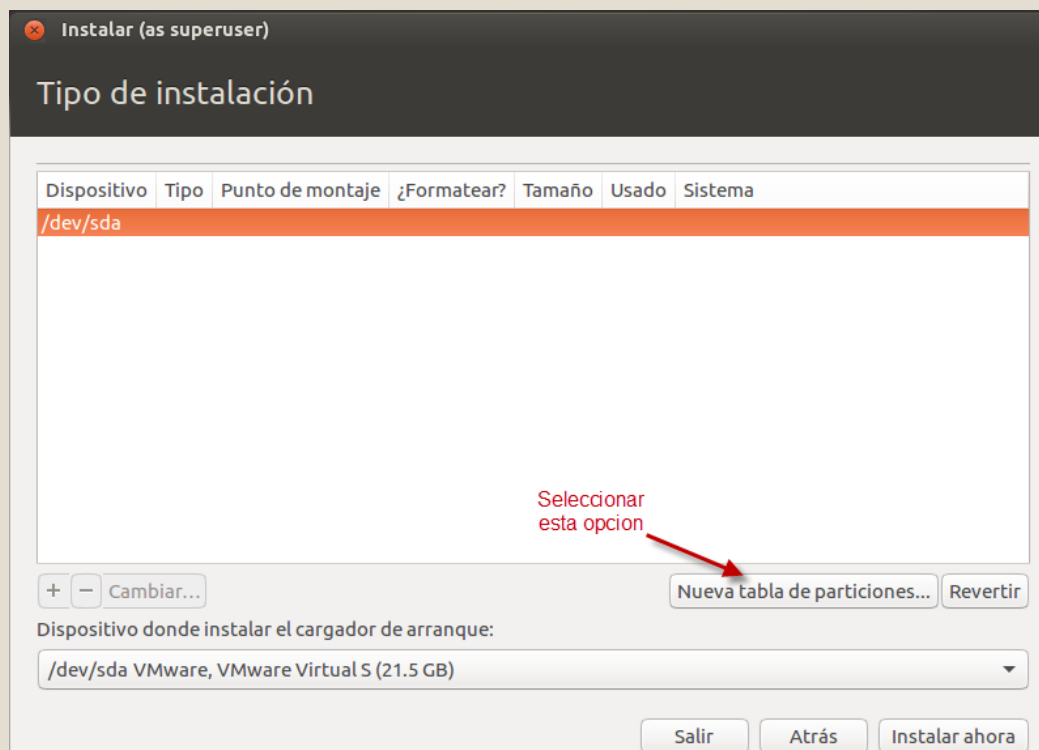 Instalar (as superuser)
Tipo de instalación
Dispositivo Tipo Punto de montaje ¿Formatear? Tamaño Usado Sistema
/dev/sda
Seleccionar
esta opcion
+ − Cambiar... Nueva tabla de particiones... Revertir
Dispositivo donde instalar el cargador de arranque:
/dev/sda VMware, VMware Virtual S (21.5 GB)
Salir Atrás Instalar ahora